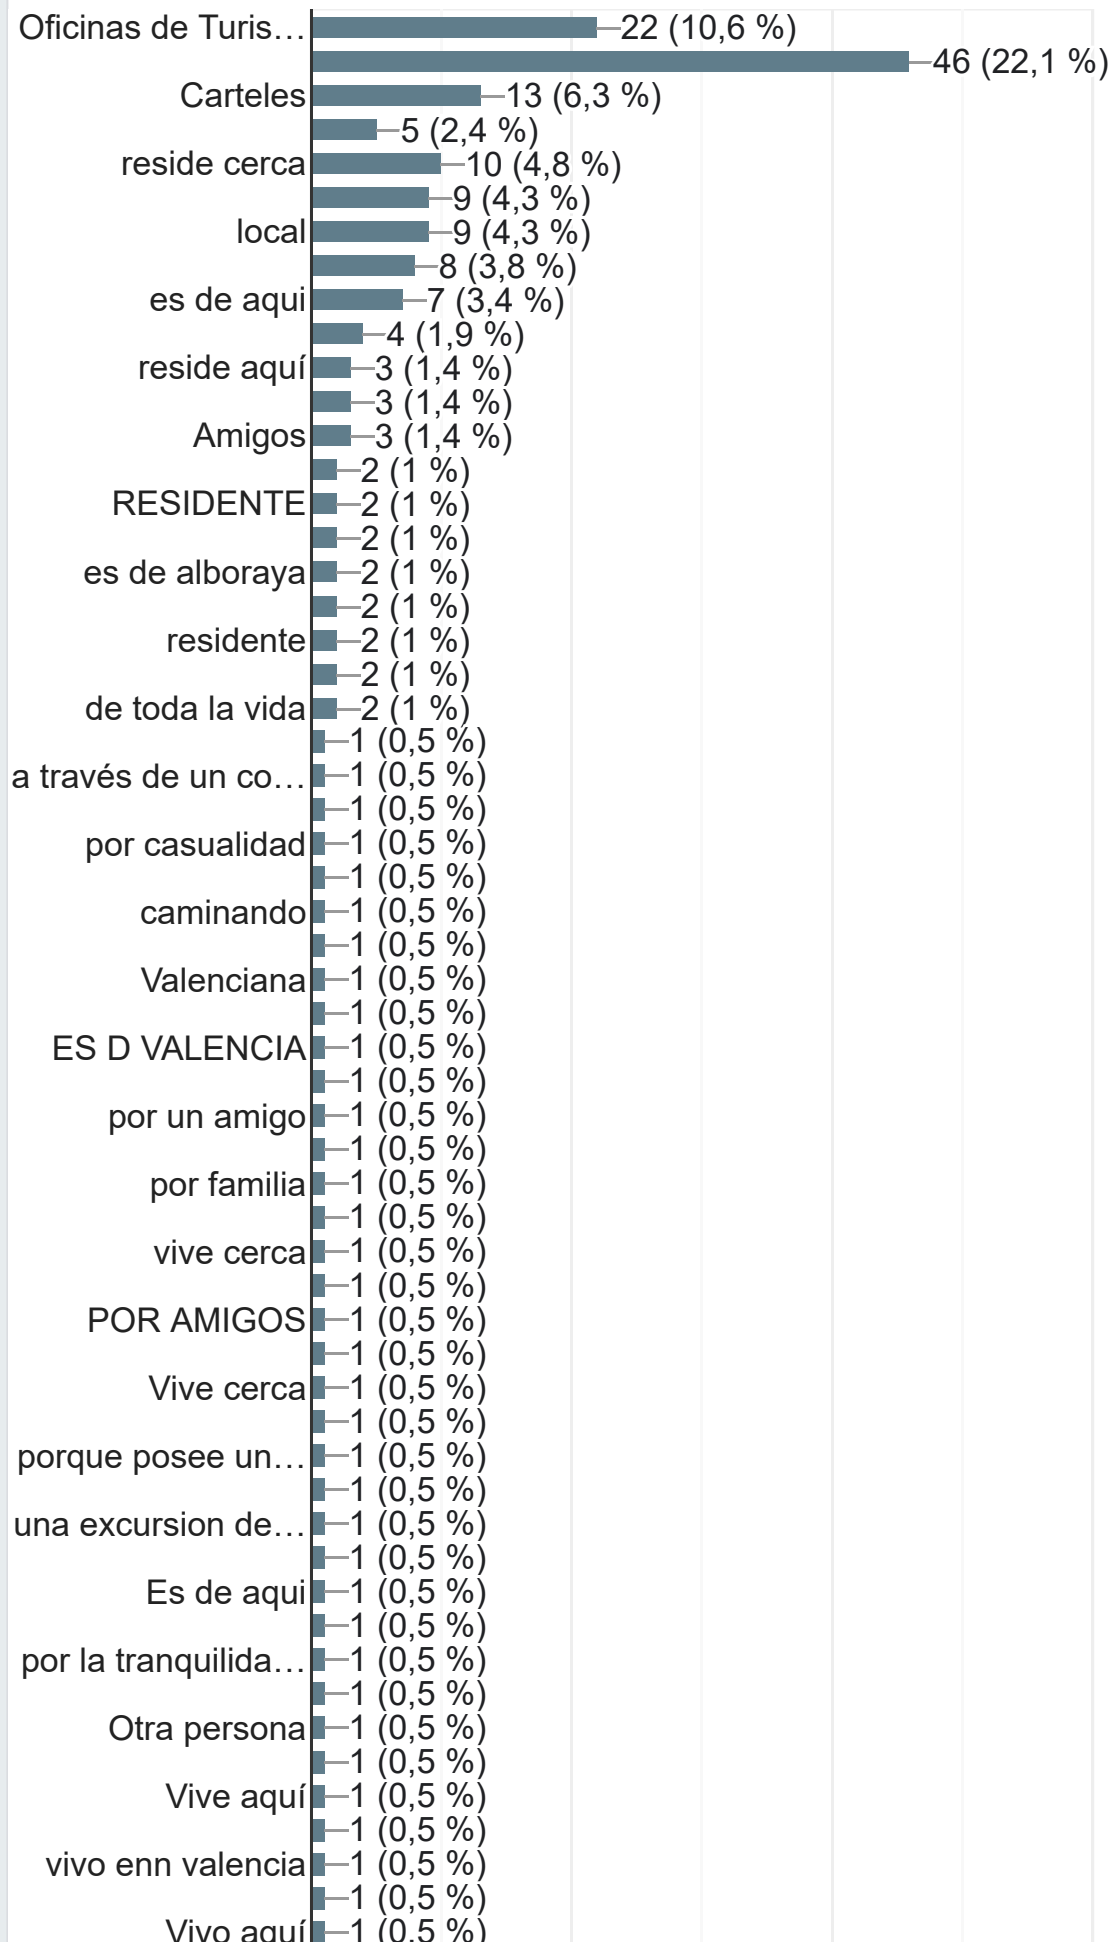 Oficinas de Turis… 22 (10,6 %)
46 (22,1 %)
Carteles 13 (6,3 %)
5 (2,4 %)
reside cerca 10 (4,8 %)
9 (4,3 %)
local 9 (4,3 %)
8 (3,8 %)
es de aqui 7 (3,4 %)
4 (1,9 %)
reside aquí 3 (1,4 %)
3 (1,4 %)
Amigos 3 (1,4 %)
2 (1 %)
RESIDENTE 2 (1 %)
2 (1 %)
es de alboraya 2 (1 %)
2 (1 %)
residente 2 (1 %)
2 (1 %)
de toda la vida 2 (1 %)
1 (0,5 %)
a través de un co… 1 (0,5 %)
1 (0,5 %)
por casualidad 1 (0,5 %)
1 (0,5 %)
caminando 1 (0,5 %)
1 (0,5 %)
Valenciana 1 (0,5 %)
1 (0,5 %)
ES D VALENCIA 1 (0,5 %)
1 (0,5 %)
por un amigo 1 (0,5 %)
1 (0,5 %)
por familia 1 (0,5 %)
1 (0,5 %)
vive cerca 1 (0,5 %)
1 (0,5 %)
POR AMIGOS 1 (0,5 %)
1 (0,5 %)
Vive cerca 1 (0,5 %)
1 (0,5 %)
porque posee un… 1 (0,5 %)
1 (0,5 %)
una excursion de… 1 (0,5 %)
1 (0,5 %)
Es de aqui 1 (0,5 %)
1 (0,5 %)
por la tranquilida… 1 (0,5 %)
1 (0,5 %)
Otra persona 1 (0,5 %)
1 (0,5 %)
Vive aquí 1 (0,5 %)
1 (0,5 %)
vivo enn valencia 1 (0,5 %)
1 (0,5 %)
Vivo aquí 1 (0,5 %)